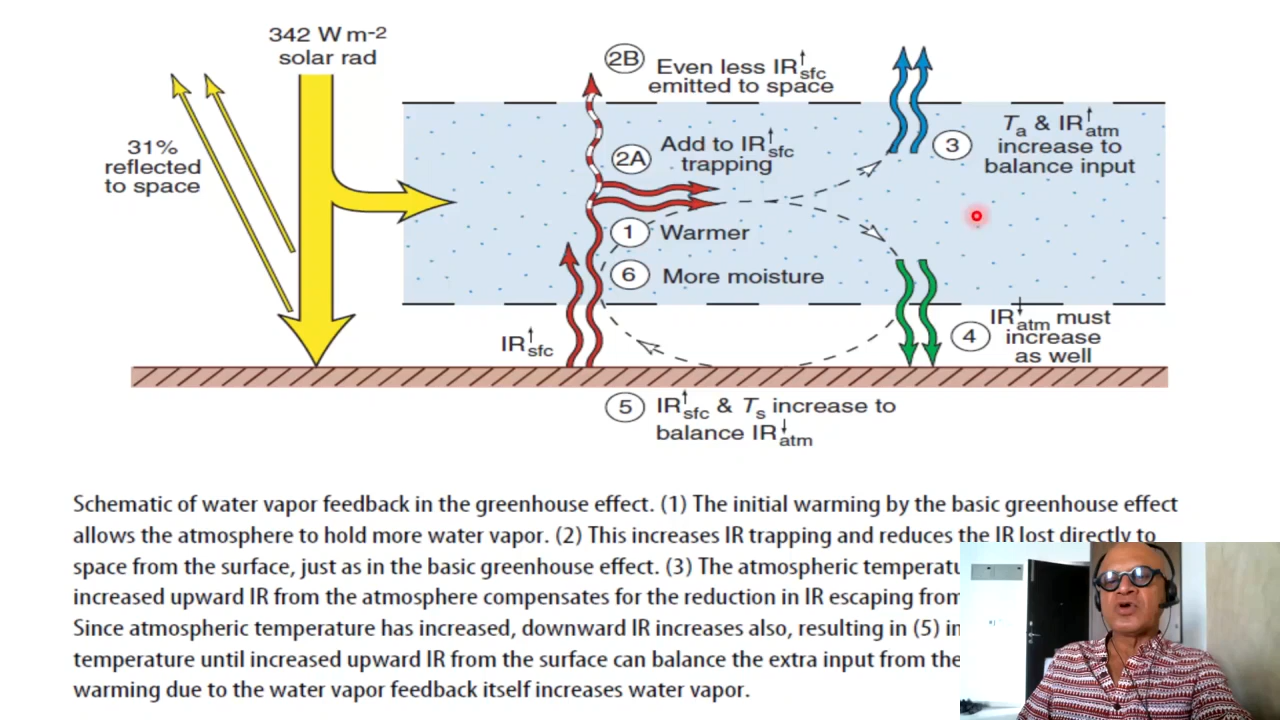 342 W m-2
solar rad
31%
reflected
to space
2B Even less IR↑sfc
emitted to space
2A Add to IR↑sfc
trapping
1 Warmer
6 More moisture
IR↑sfc
3 Ta & IR↑atm
increase to
balance input
4 IR↓atm must
increase
as well
5 IR↑sfc & Ts increase to
balance IR↓atm
Schematic of water vapor feedback in the greenhouse effect. (1) The initial warming by the basic greenhouse effect
allows the atmosphere to hold more water vapor. (2) This increases IR trapping and reduces the IR lost directly to
space from the surface, just as in the basic greenhouse effect. (3) The atmospheric
increased upward IR from the atmosphere compensates for the reduction in IR escaping
Since atmospheric temperature has increased, downward IR increases also, resulting in (5)
temperature until increased upward IR from the surface can balance the extra input from the
warming due to the water vapor feedback itself increases water vapor.